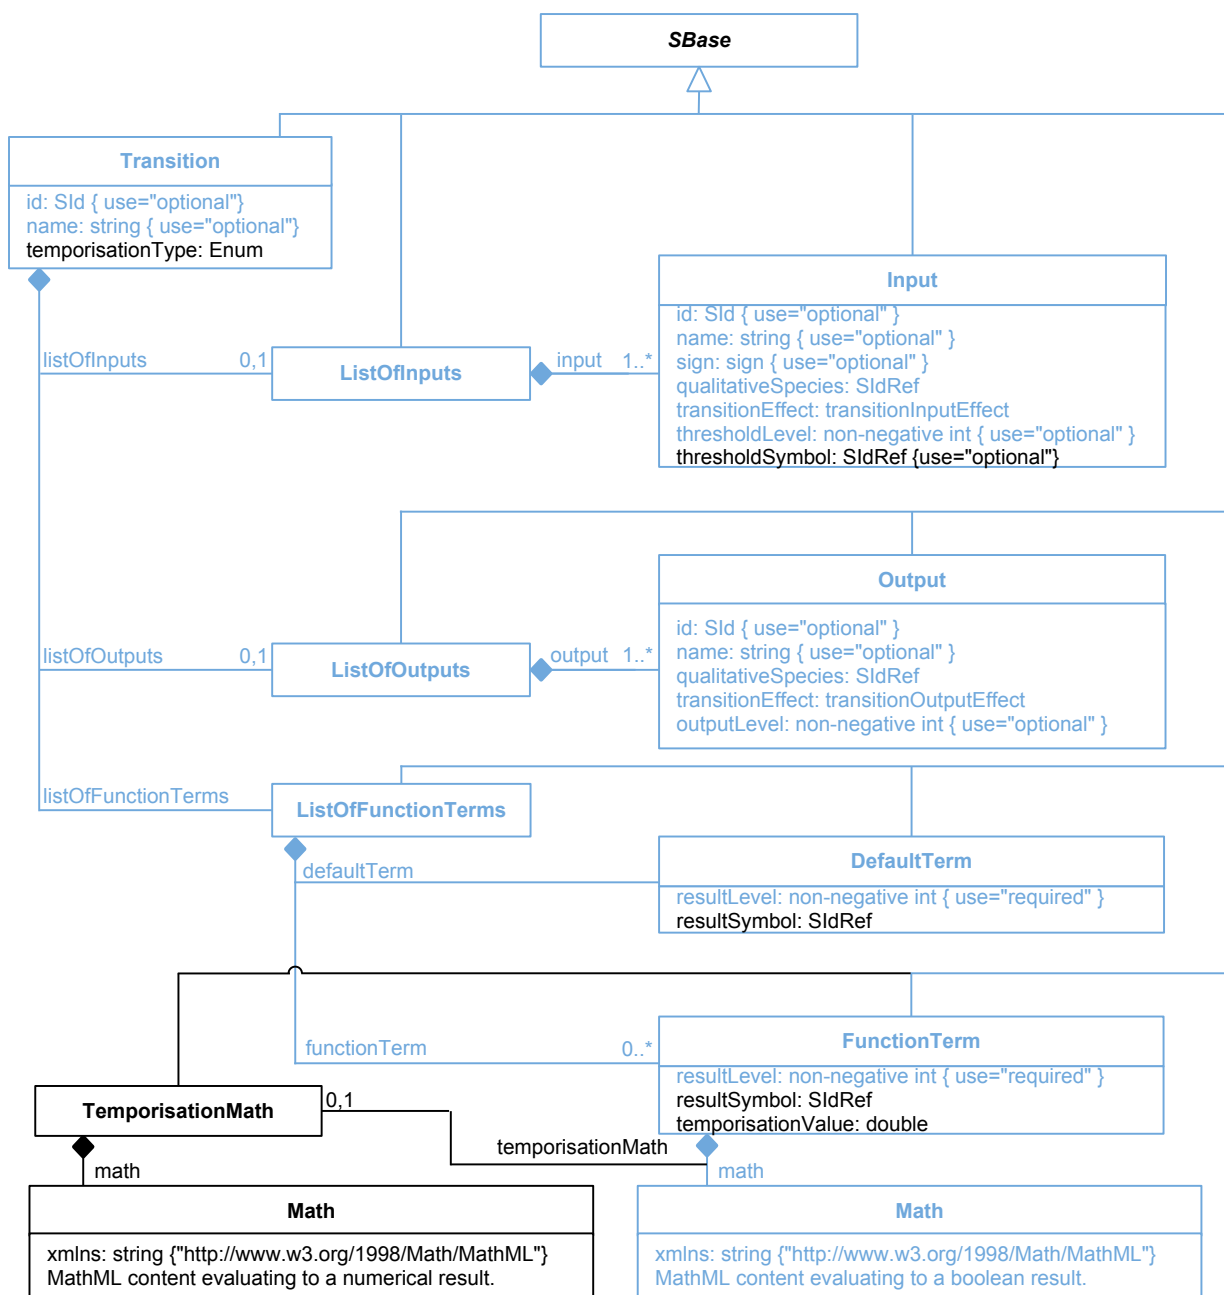 SBase
Transition
id: SId { use="optional"}
name: string { use="optional"}
temporisationType: Enum
Input
id: SId { use="optional" }
name: string { use="optional" }
sign: sign { use="optional" }
qualitativeSpecies: SIdRef
transitionEffect: transitionInputEffect
thresholdLevel: non-negative int { use="optional" }
thresholdSymbol: SIdRef {use="optional"}
listOfInputs 0,1
ListOfInputs
input 1..*
Output
id: SId { use="optional" }
name: string { use="optional" }
qualitativeSpecies: SIdRef
transitionEffect: transitionOutputEffect
outputLevel: non-negative int { use="optional" }
listOfOutputs 0,1
ListOfOutputs
output 1..*
listOfFunctionTerms
ListOfFunctionTerms
defaultTerm
DefaultTerm
resultLevel: non-negative int { use="required" }
resultSymbol: SIdRef
functionTerm 0..*
FunctionTerm
resultLevel: non-negative int { use="required" }
resultSymbol: SIdRef
temporisationValue: double
TemporisationMath
0,1
temporisationMath
math
math
Math
xmlns: string {"http://www.w3.org/1998/Math/MathML"}
MathML content evaluating to a numerical result.
Math
xmlns: string {"http://www.w3.org/1998/Math/MathML"}
MathML content evaluating to a boolean result.